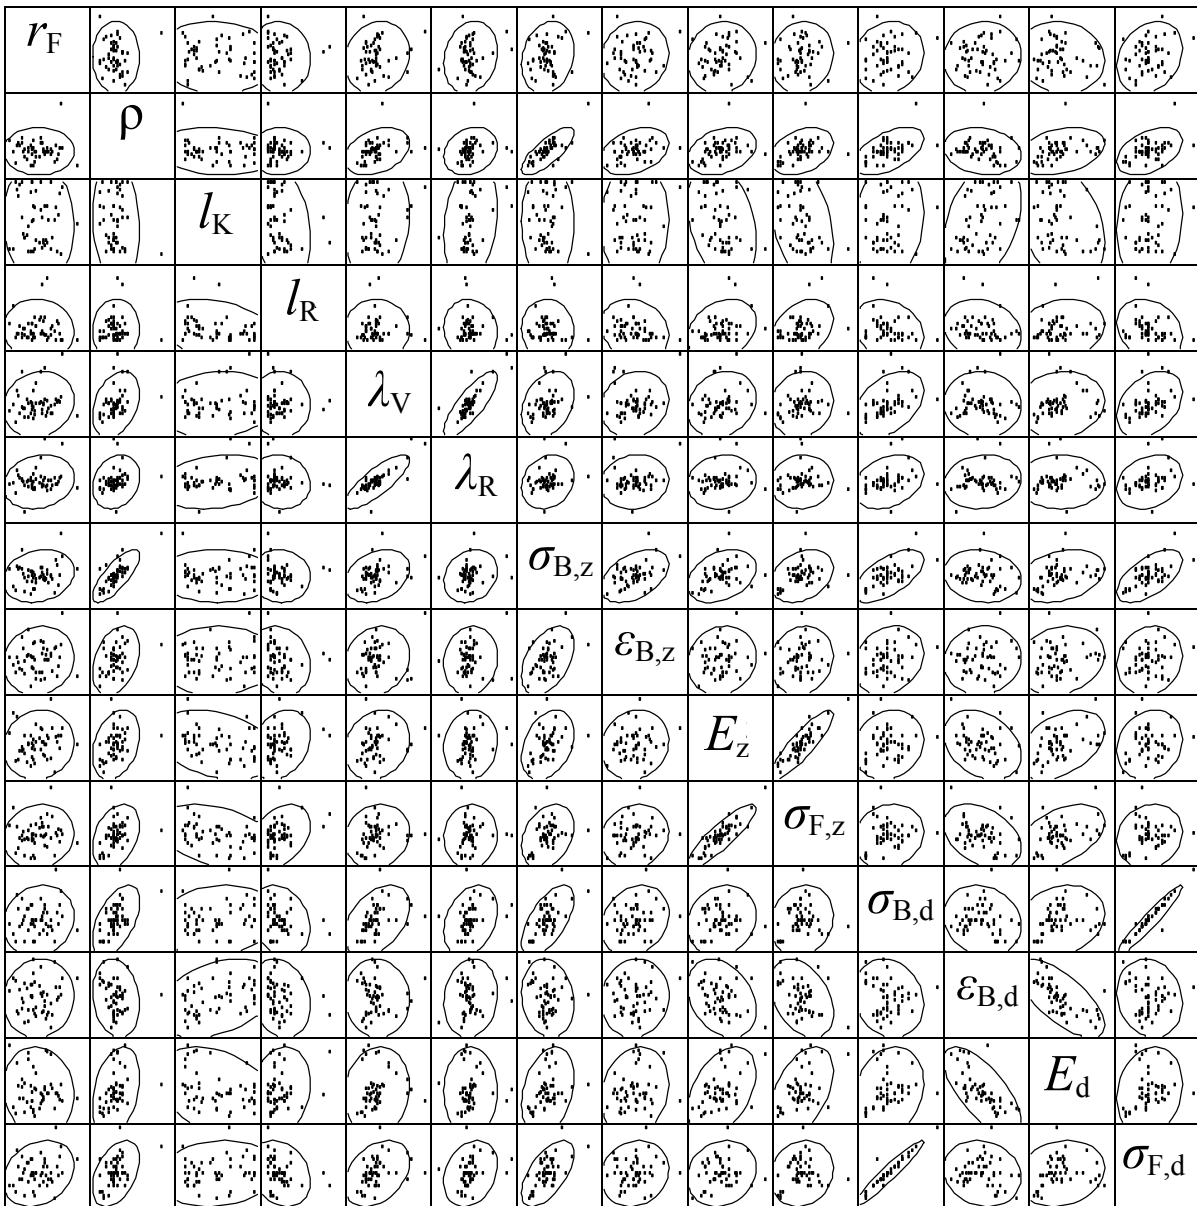 r_F
ρ
l_K
l_R
λ_V
λ_R
σ_B,z
ε_B,z
E_z
σ_F,z
σ_B,d
ε_B,d
E_d
σ_F,d